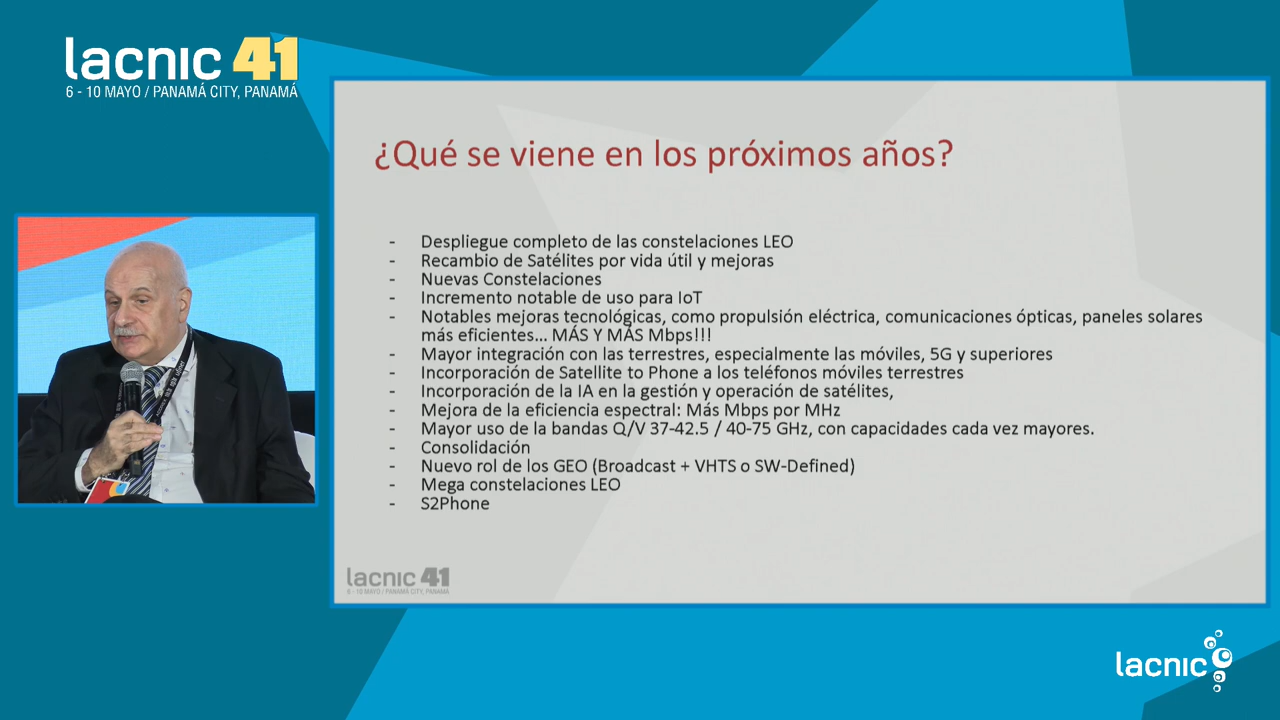 lacnic 41
6 - 10 MAYO / PANAMÁ CITY, PANAMÁ
¿Qué se viene en los próximos años?
- Despliegue completo de las constelaciones LEO
- Recambio de Satélites por vida útil y mejoras
- Nuevas Constelaciones
- Incremento notable de uso para IoT
- Notables mejoras tecnológicas, como propulsión eléctrica, comunicaciones ópticas, paneles solares
más eficientes... MÁS Y MÁS Mbps!!!
- Mayor integración con las terrestres, especialmente las móviles, 5G y superiores
- Incorporación de Satellite to Phone a los teléfonos móviles terrestres
- Incorporación de la IA en la gestión y operación de satélites,
- Mejora de la eficiencia espectral: Más Mbps por MHz
- Mayor uso de la bandas Q/V 37-42.5 / 40-75 GHz, con capacidades cada vez mayores.
- Consolidación
- Nuevo rol de los GEO (Broadcast + VHTS o SW-Defined)
- Mega constelaciones LEO
- S2Phone
lacnic 41
6 - 10 MAYO / PANAMÁ CITY, PANAMÁ
lacnic